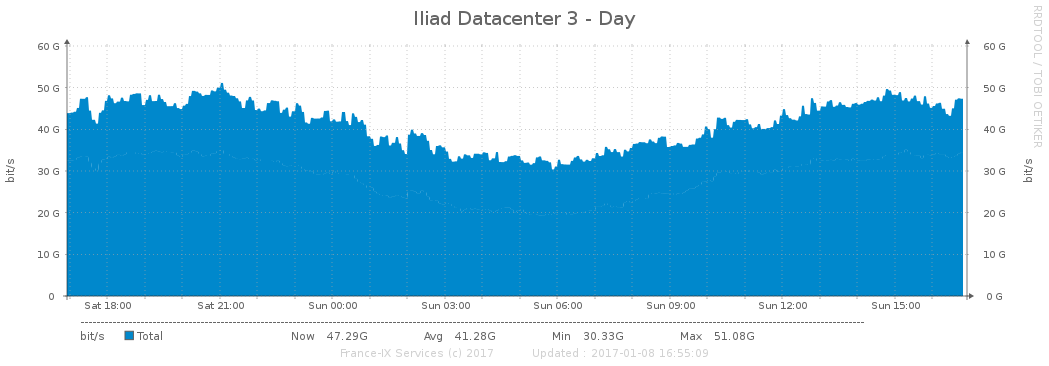 Iliad Datacenter 3 - Day
RRDTOOL / TOBI OETIKER
60 G 60 G
50 G 50 G
40 G 40 G
30 G 30 G
20 G 20 G
10 G 10 G
0 0 G
bit/s bit/s
Sat 18:00 Sat 21:00 Sun 00:00 Sun 03:00 Sun 06:00 Sun 09:00 Sun 12:00 Sun 15:00
bit/s Total Now 47.29G Avg 41.28G Min 30.33G Max 51.08G
France-IX Services (c) 2017 Updated : 2017-01-08 16:55:09